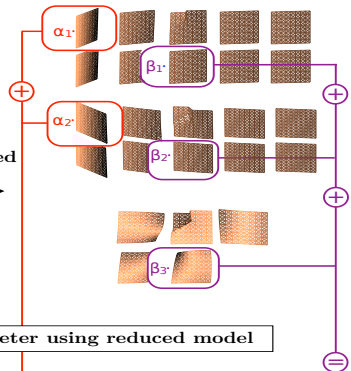 α₁·
β₁·
+
+
α₂·
ed
β₂·
+
β₃·
eter using reduced model
=